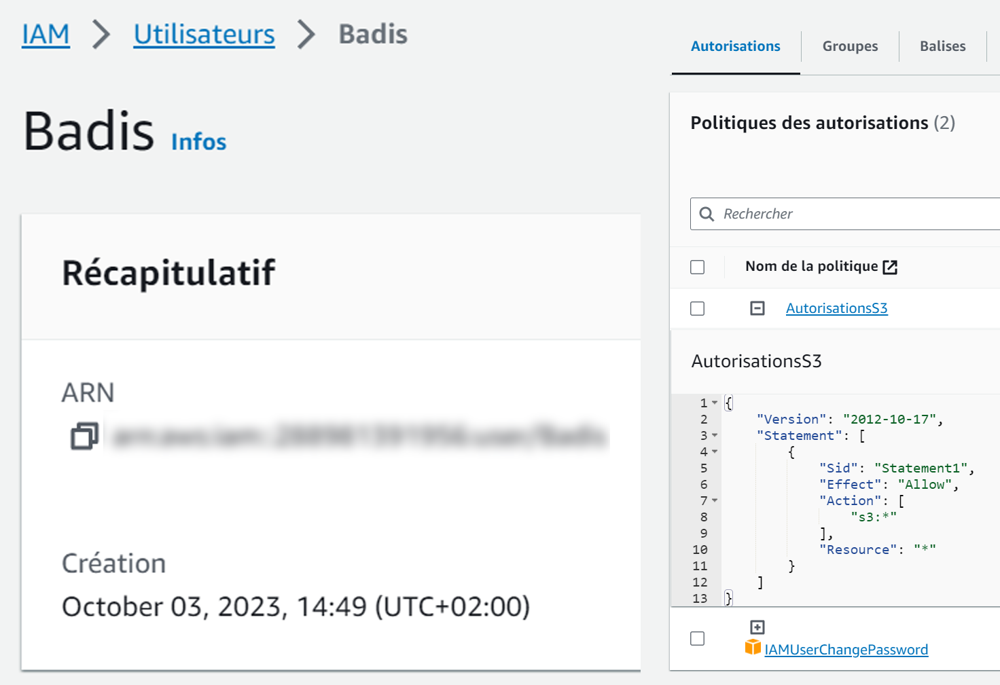 IAM > Utilisateurs > Badis
Badis Infos
Récapitulatif
ARN
Création
October 03, 2023, 14:49 (UTC+02:00)
Autorisations Groupes Balises
Politiques des autorisations (2)
Rechercher
Nom de la politique
AutorisationsS3
AutorisationsS3
1 {
2 "Version": "2012-10-17",
3 "Statement": [
4 {
5 "Sid": "Statement1",
6 "Effect": "Allow",
7 "Action": [
8 "s3:*"
9 ],
10 "Resource": "*"
11 }
12 ]
13 }
IAMUserChangePassword